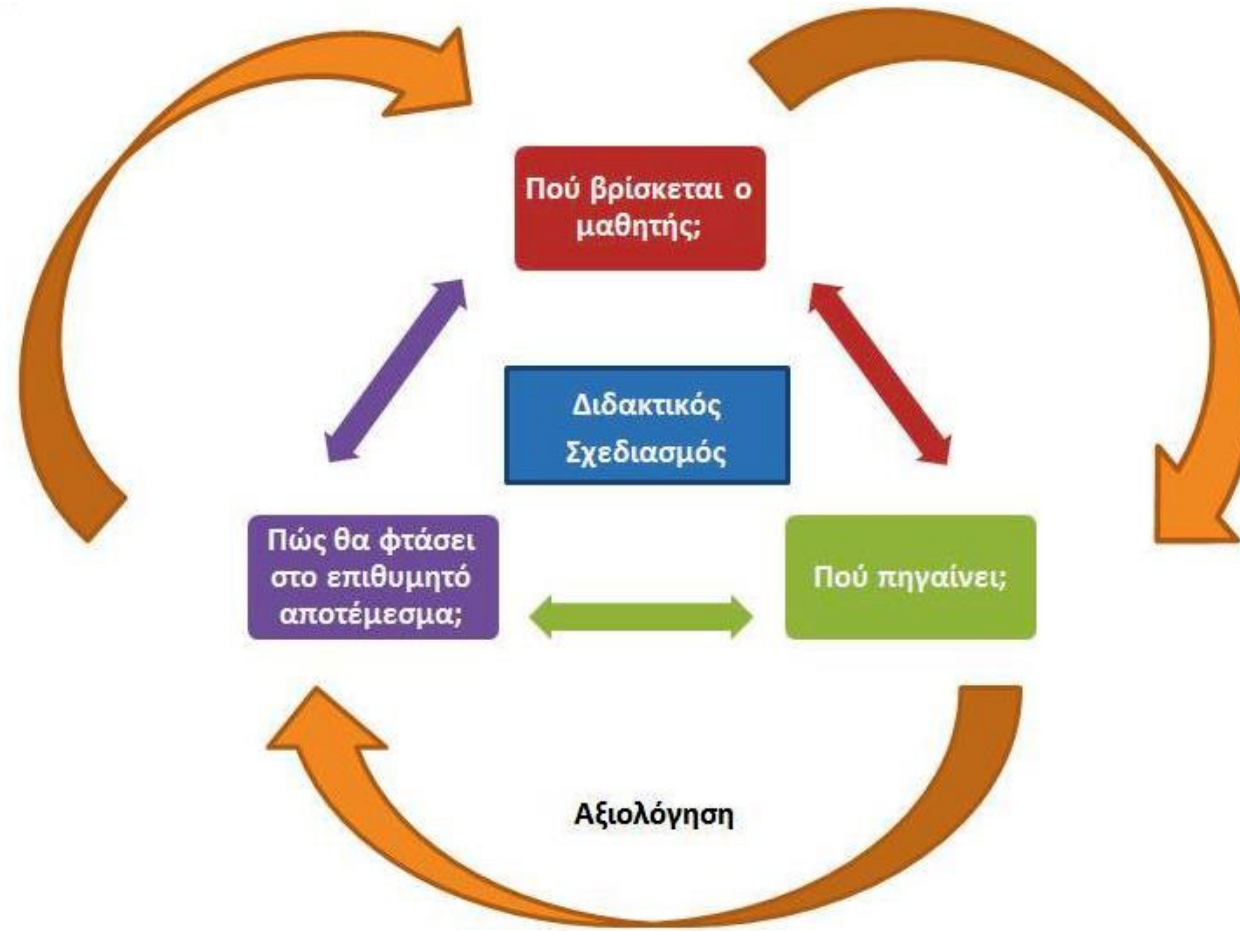 Πού βρίσκεται ο
μαθητής;
Διδακτικός
Σχεδιασμός
Πώς θα φτάσει
στο επιθυμητό
αποτέμεσμα;
Πού πηγαίνει;
Αξιολόγηση